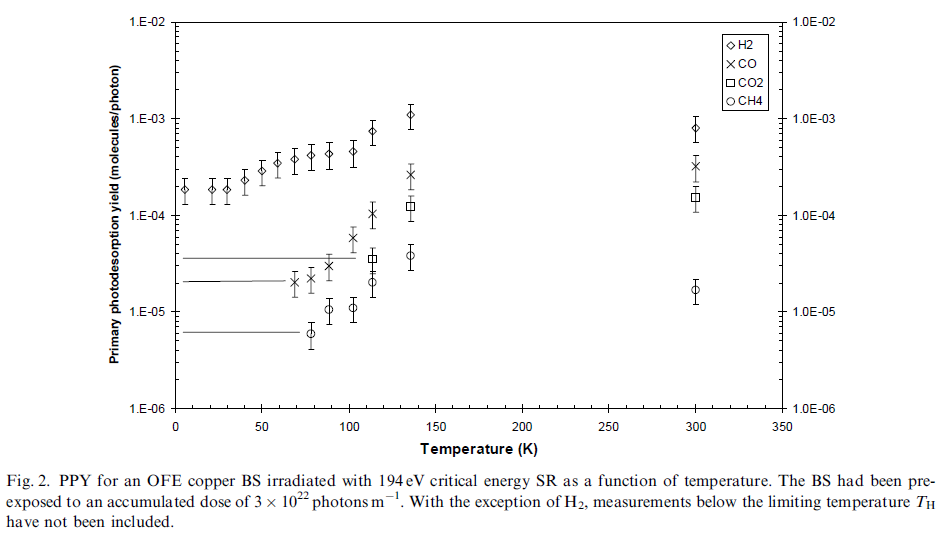 1.E-02
1.0E-02
H2
CO
CO2
CH4
1.E-03
1.0E-03
1.E-04
1.0E-04
1.E-05
1.0E-05
1.E-06
1.0E-06
Primary photodesorption yield (molecules/photon)
0 50 100 150 200 250 300 350
Temperature (K)
Fig. 2. PPY for an OFE copper BS irradiated with 194 eV critical energy SR as a function of temperature. The BS had been pre-
exposed to an accumulated dose of 3 × 10²² photons m⁻¹. With the exception of H₂, measurements below the limiting temperature T_H
have not been included.